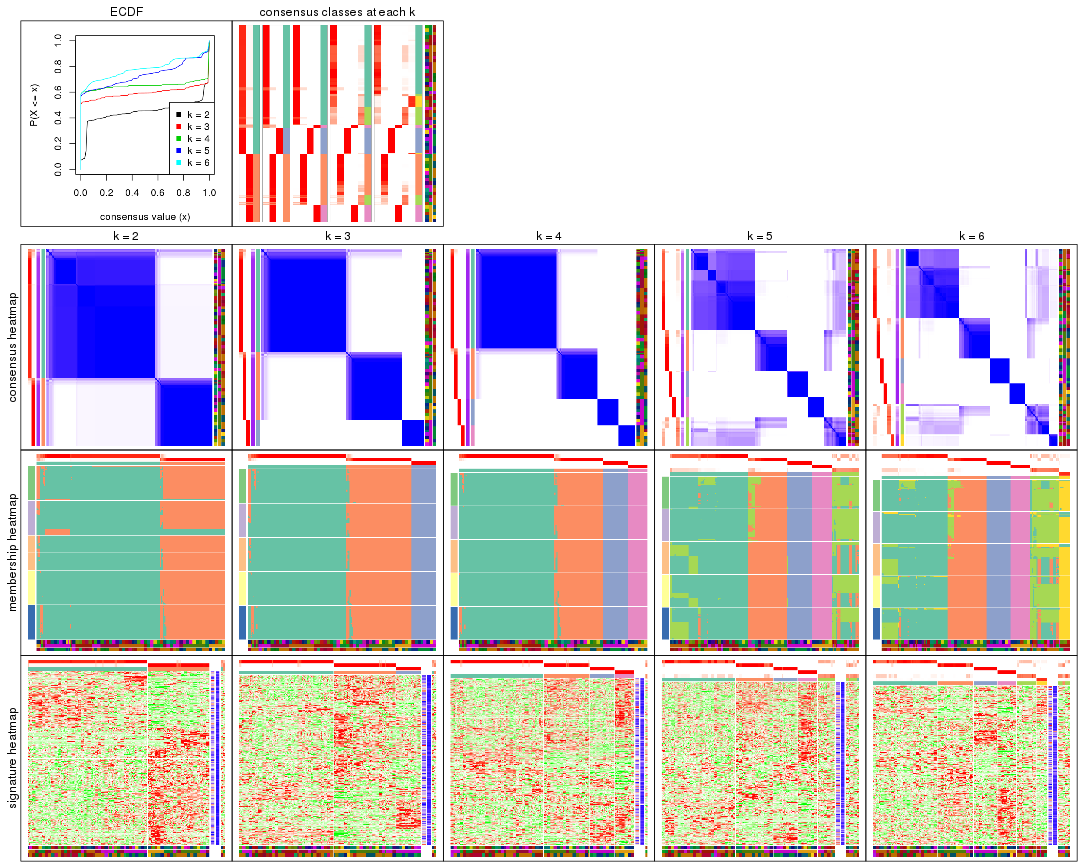 ECDF
consensus classes at each k
P(X <= x)
0.0 0.2 0.4 0.6 0.8 1.0
k = 2
k = 3
k = 4
k = 5
k = 6
0.0 0.2 0.4 0.6 0.8 1.0
consensus value (x)
k = 2
k = 3
k = 4
k = 5
k = 6
consensus heatmap
membership heatmap
signature heatmap